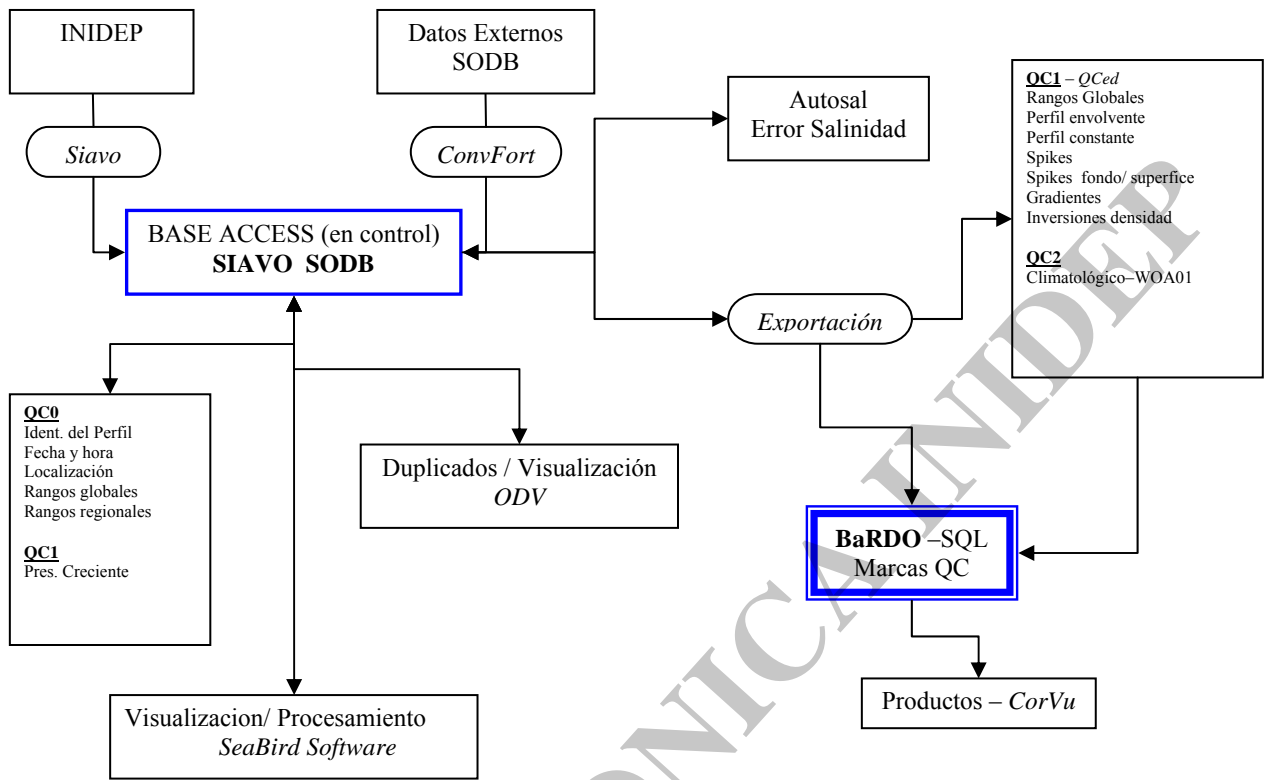 INIDEP
Datos Externos
SODB
Siavo
ConvFort
Autosal
Error Salinidad
QC1 – QCed
Rangos Globales
Perfil envolvente
Perfil constante
Spikes
Spikes fondo/ superfice
Gradientes
Inversiones densidad
QC2
Climatológico–WOA01
BASE ACCESS (en control)
SIAVO SODB
Exportación
QC0
Ident. del Perfil
Fecha y hora
Localización
Rangos globales
Rangos regionales
QC1
Pres. Creciente
Duplicados / Visualización
ODV
BaRDO –SQL
Marcas QC
Visualizacion/ Procesamiento
SeaBird Software
Productos – CorVu
ONICA INIDEP